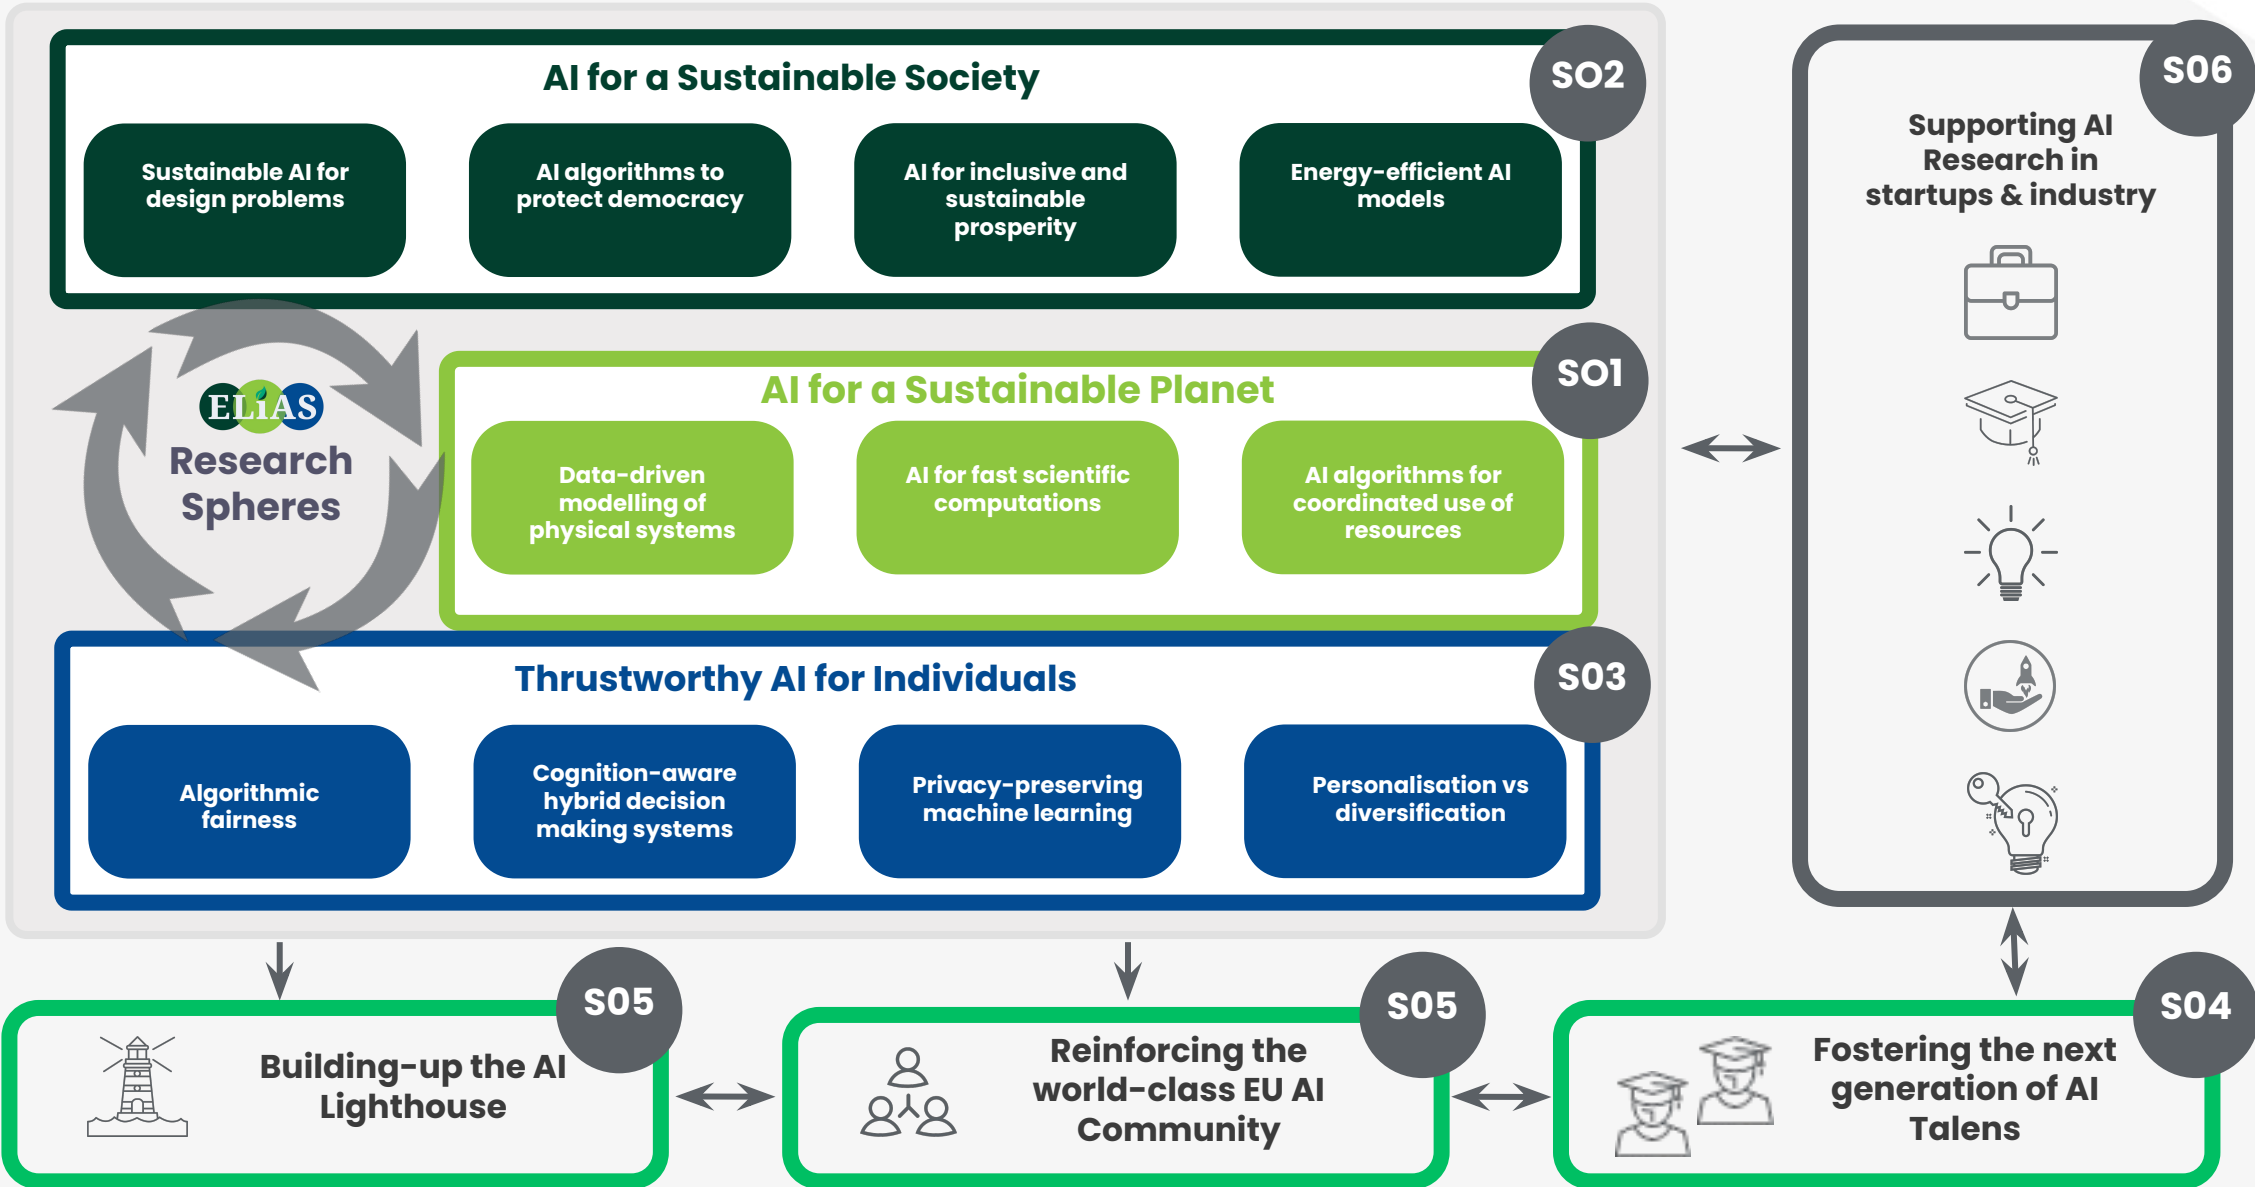 AI for a Sustainable Society
SO2
Sustainable AI for
design problems
AI algorithms to
protect democracy
AI for inclusive and
sustainable
prosperity
Energy-efficient AI
models
ELiAS
Research
Spheres
AI for a Sustainable Planet
SO1
Data-driven
modelling of
physical systems
AI for fast scientific
computations
AI algorithms for
coordinated use of
resources
Thrustworthy AI for Individuals
S03
Algorithmic
fairness
Cognition-aware
hybrid decision
making systems
Privacy-preserving
machine learning
Personalisation vs
diversification
S06
Supporting AI
Research in
startups & industry
S05
Building-up the AI
Lighthouse
S05
Reinforcing the
world-class EU AI
Community
S04
Fostering the next
generation of AI
Talens